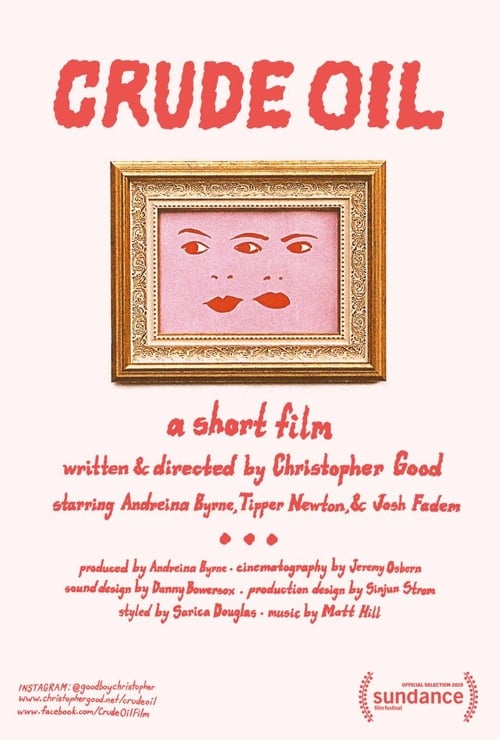 CRUDE OIL
a short film
written & directed by Christopher Good
starring Andreina Byrne, Tipper Newton, & Josh Fadem
produced by Andreina Byrne · cinematography by Jeremy Osbern
sound design by Danny Bowersox · production design by Sinjun Strom
styled by Sarica Douglas · music by Matt Hill
INSTAGRAM: @goodboychristopher
www.christophergood.net/crudeoil
www.facebook.com/CrudeOilFilm
OFFICIAL SELECTION 2019
sundance
film festival